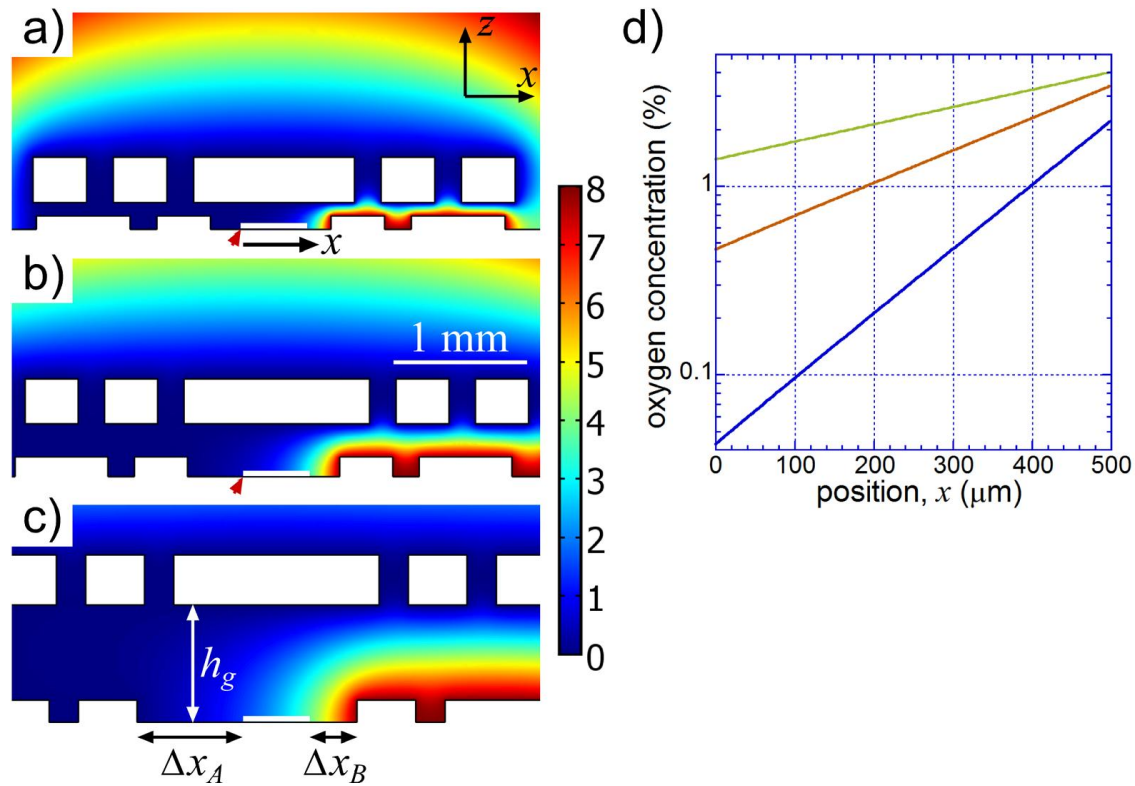 a)
z
x
x
b)
1 mm
c)
h_g
Δx_A
Δx_B
8
7
6
5
4
3
2
1
0
d)
oxygen concentration (%)
1
0.1
0
100
200
300
400
500
position, x (μm)